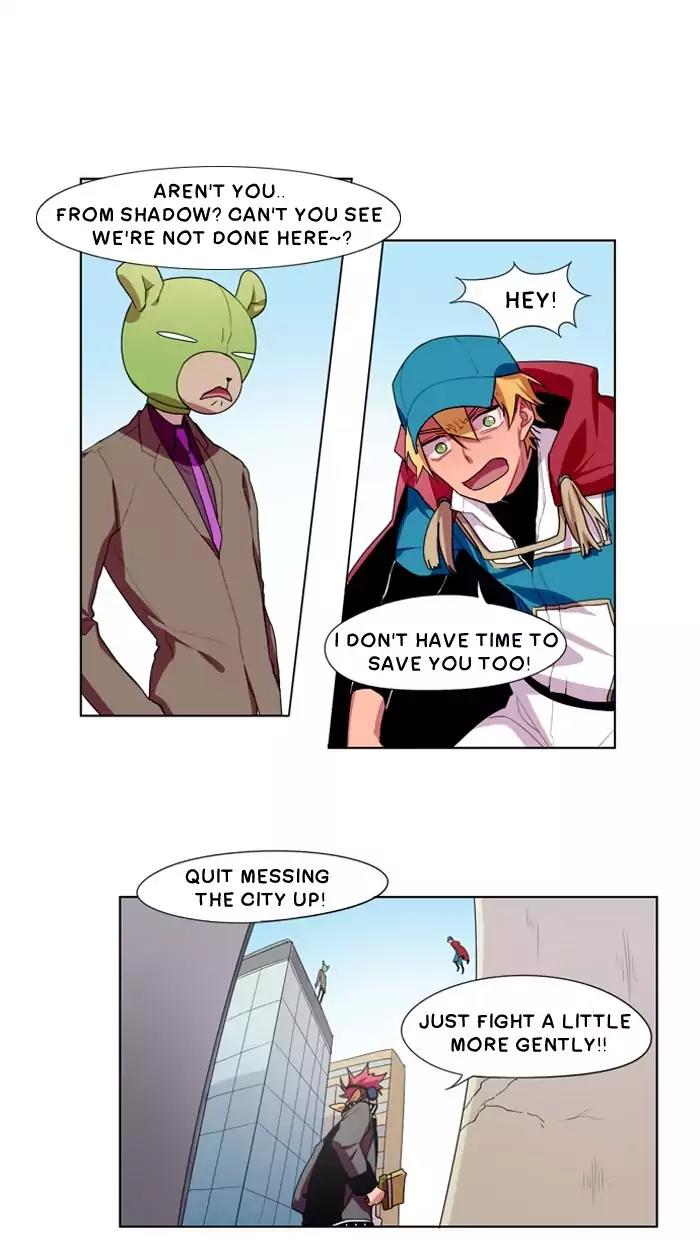 AREN'T YOU..
FROM SHADOW? CAN'T YOU SEE
WE'RE NOT DONE HERE~?
HEY!
I DON'T HAVE TIME TO
SAVE YOU TOO!
QUIT MESSING
THE CITY UP!
JUST FIGHT A LITTLE
MORE GENTLY!!